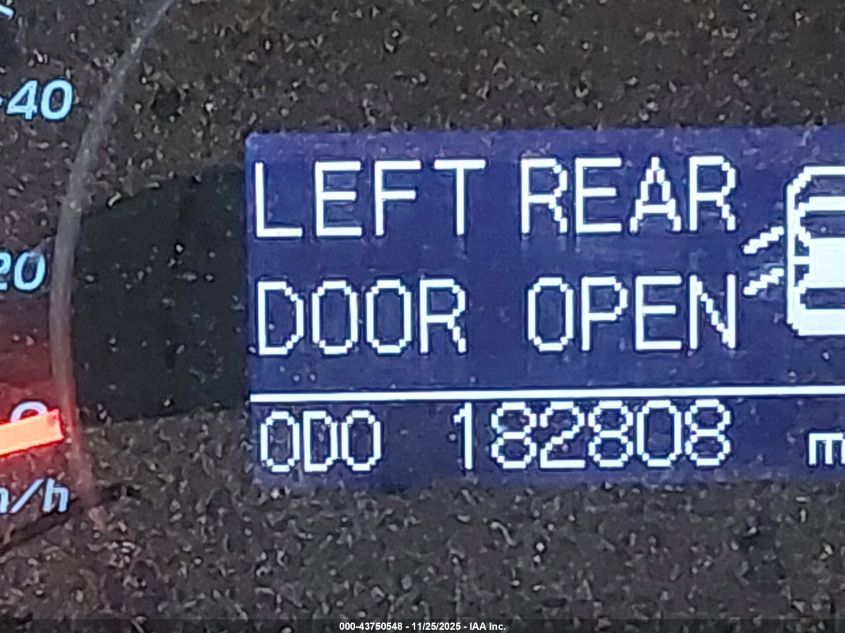 40
20
LEFT REAR
DOOR OPEN
ODO 182808
000-43750548 - 11/25/2025 - IAA Inc.